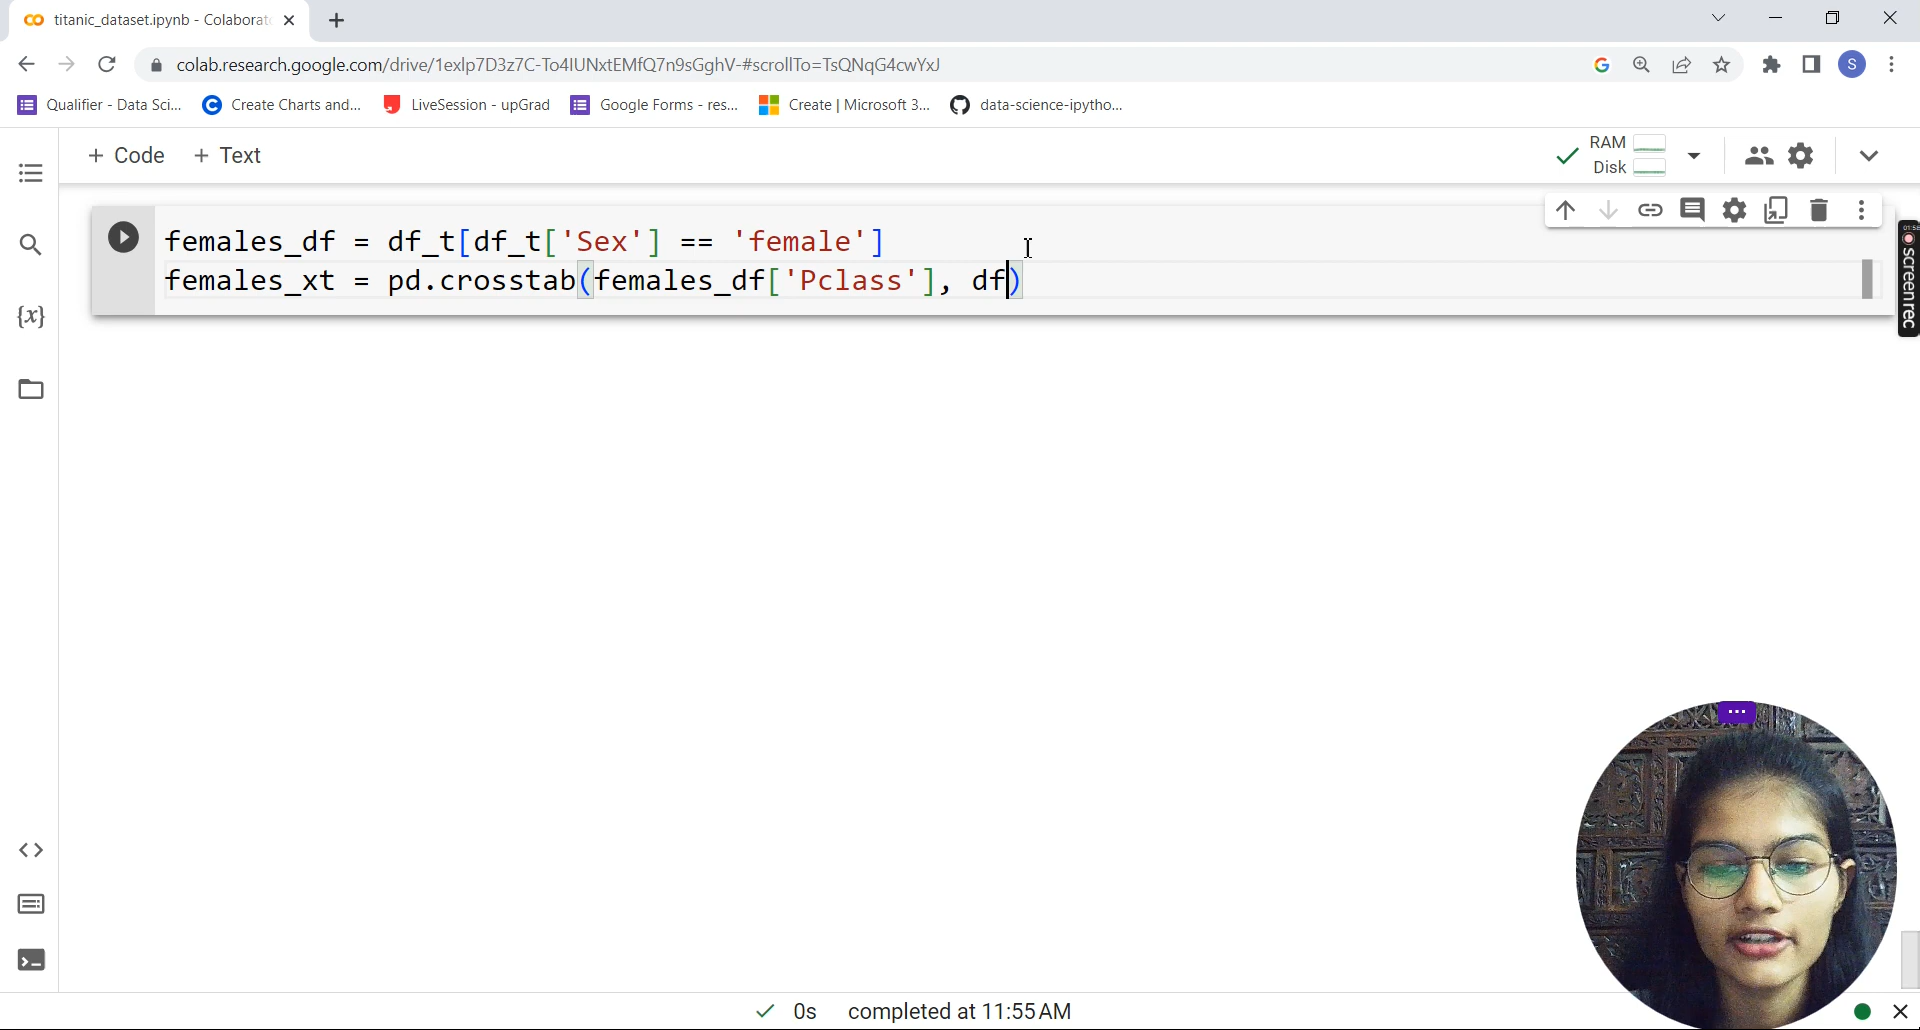 titanic_dataset.ipynb - Colaborat
colab.research.google.com/drive/1exlp7D3z7C-To4IUNxtEMfQ7n9sGghV-#scrollTo=TsQNqG4cwYxJ
S
Qualifier - Data Sci... Create Charts and... LiveSession - upGrad Google Forms - res... Create | Microsoft 3... data-science-ipytho...
+ Code + Text
RAM
Disk
females_df = df_t[df_t['Sex'] == 'female']
females_xt = pd.crosstab(females_df['Pclass'], df)
{x}
screenrec
0s completed at 11:55 AM